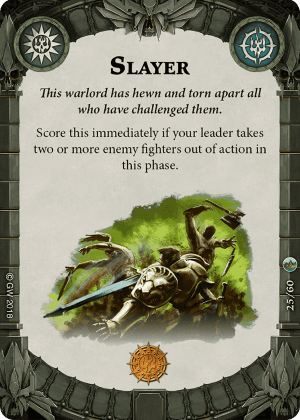 SLAYER
This warlord has hewn and torn apart all
who have challenged them.
Score this immediately if your leader takes
two or more enemy fighters out of action in
this phase.
© GW 2018
25/60